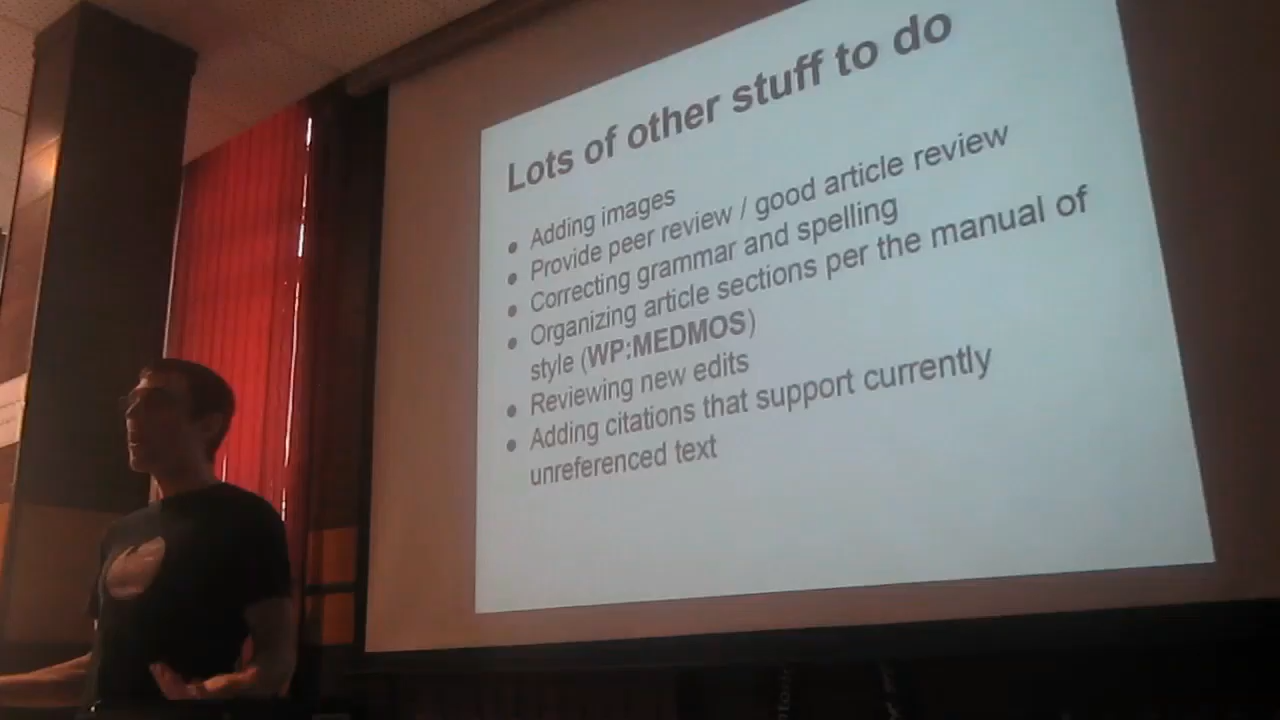 Lots of other stuff to do
● Adding images
● Provide peer review / good article review
● Correcting grammar and spelling
● Organizing article sections per the manual of
style (WP:MEDMOS)
● Reviewing new edits
● Adding citations that support currently
unreferenced text